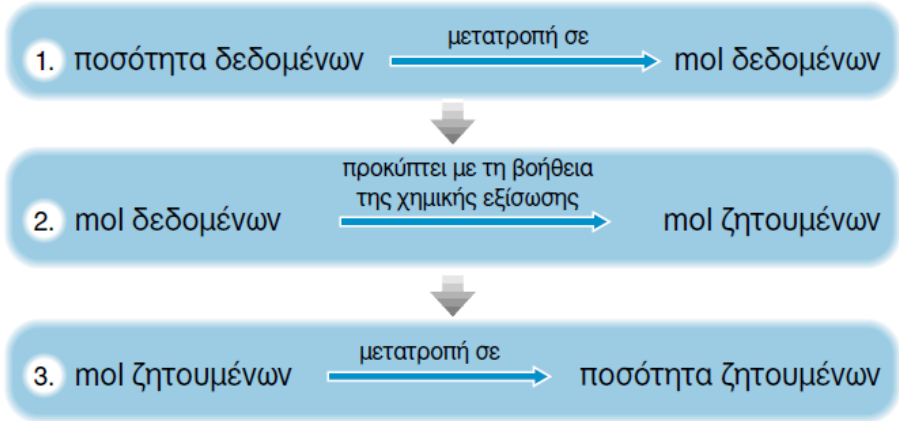 1. ποσότητα δεδομένων μετατροπή σε mol δεδομένων
προκύπτει με τη βοήθεια
της χημικής εξίσωσης
2. mol δεδομένων mol ζητουμένων
3. mol ζητουμένων μετατροπή σε ποσότητα ζητουμένων